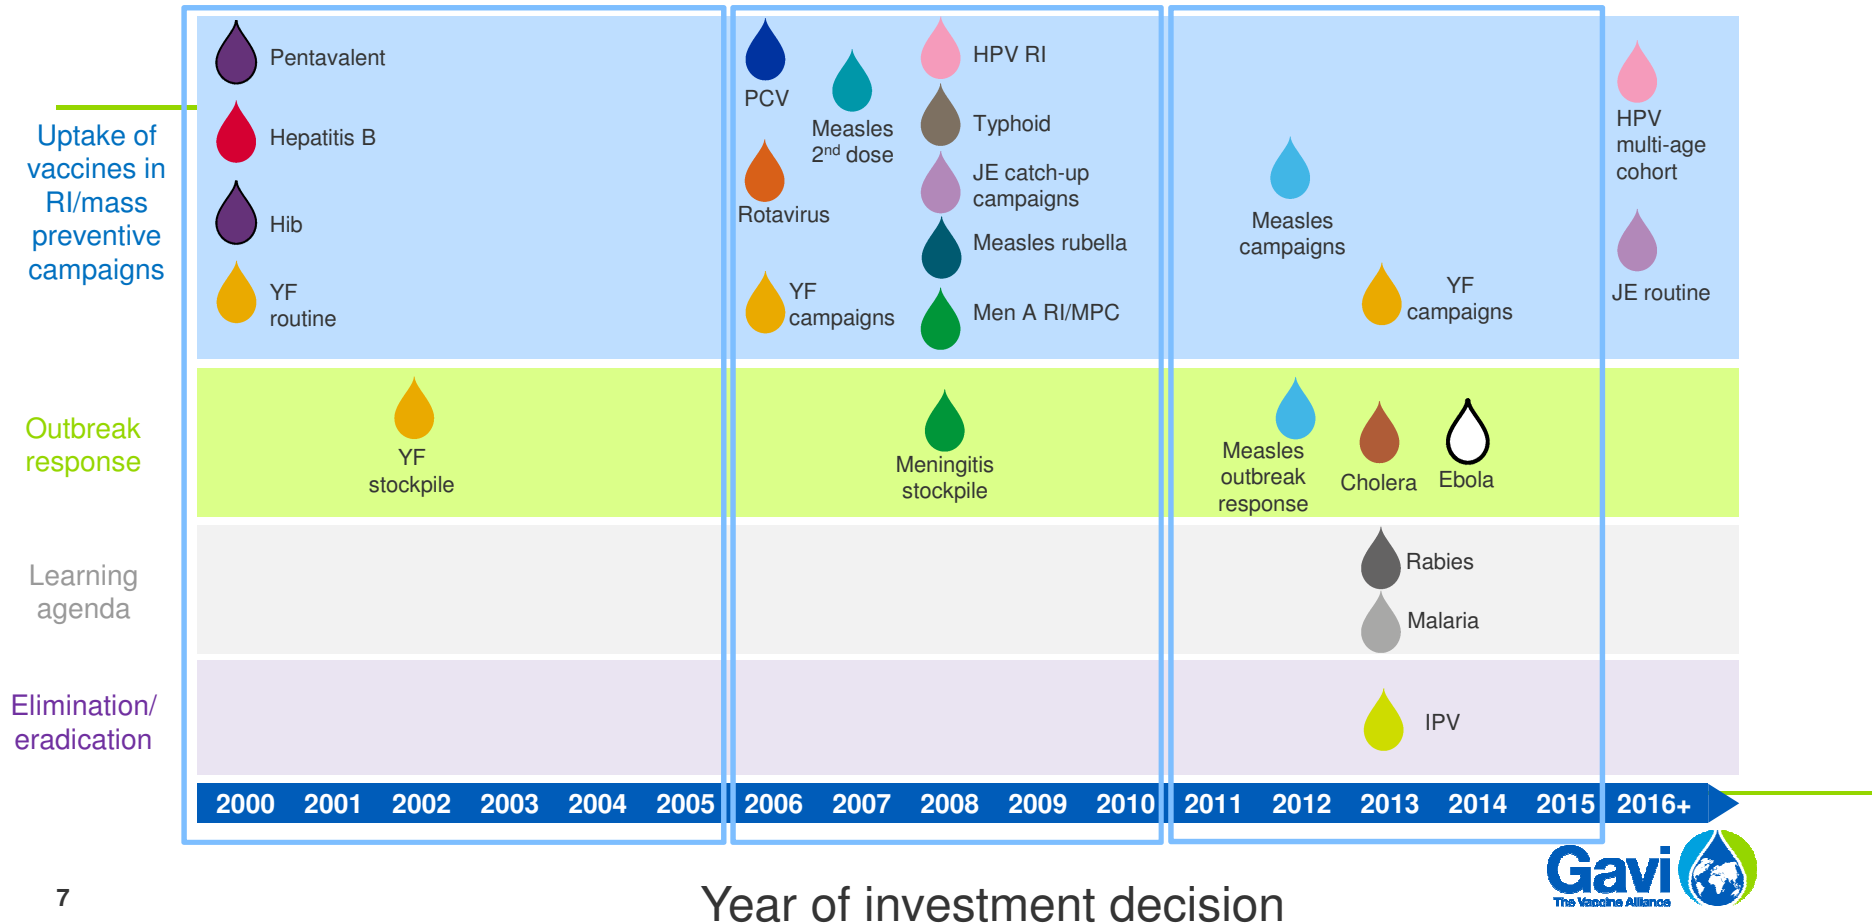 Uptake of
vaccines in
RI/mass
preventive
campaigns
Pentavalent
Hepatitis B
Hib
YF
routine
PCV
Rotavirus
YF
campaigns
Measles
2nd dose
HPV RI
Typhoid
JE catch-up
campaigns
Measles rubella
Men A RI/MPC
Measles
campaigns
YF
campaigns
HPV
multi-age
cohort
JE routine
Outbreak
response
YF
stockpile
Meningitis
stockpile
Measles
outbreak
response
Cholera
Ebola
Learning
agenda
Rabies
Malaria
Elimination/
eradication
IPV
2000 2001 2002 2003 2004 2005 2006 2007 2008 2009 2010 2011 2012 2013 2014 2015 2016+
7
Year of investment decision
Gavi
The Vaccine Alliance